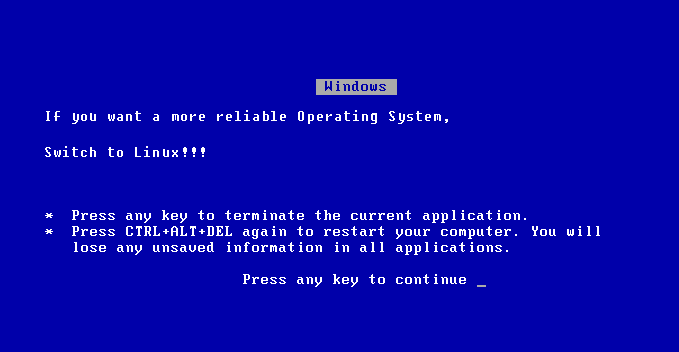 Windows
If you want a more reliable Operating System,
Switch to Linux!!!
* Press any key to terminate the current application.
* Press CTRL+ALT+DEL again to restart your computer. You will
lose any unsaved information in all applications.
Press any key to continue _